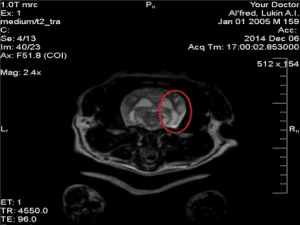 1.0T mrc
Ex: 1
medium/t2_tra
C:
Se: 4/13
Im: 40/23
Ax: F51.8 (COI)
Mag: 2.4x
P
Your Doctor
Al'fred, Lukin A.I.
Jan 01 2005 M 159
Acc:
2014 Dec 06
Acq Tm: 17:00:02.853000
512 x 154
L
R
ET: 1
TR: 4550.0
TE: 96.0